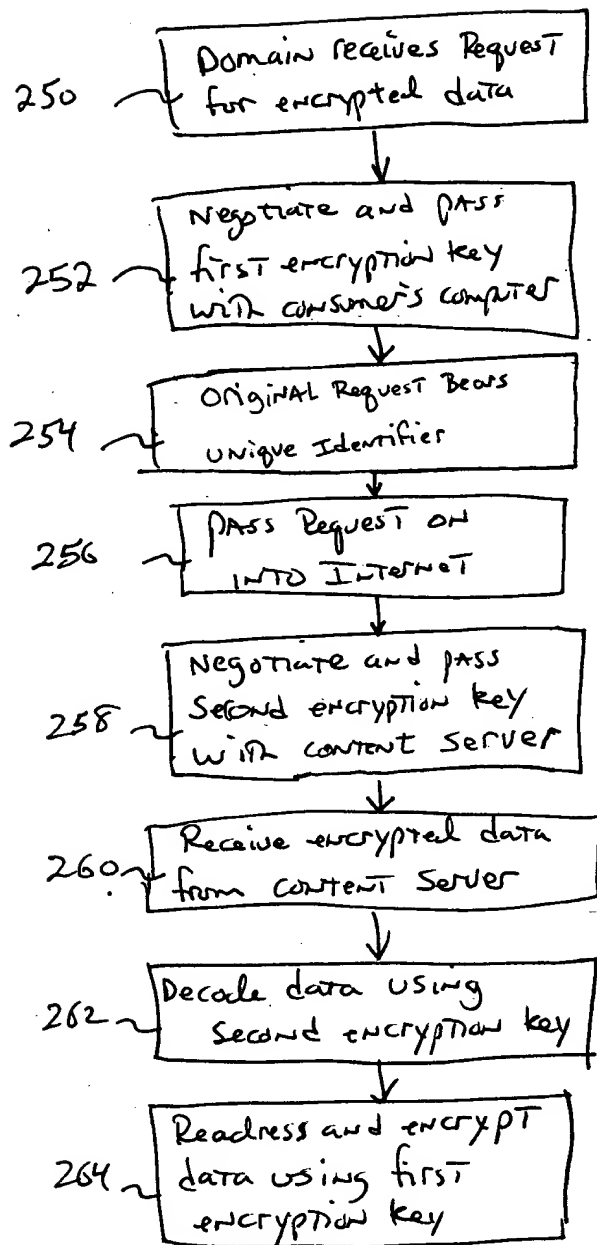 250
Domain receives Request
for encrypted data
252
Negotiate and pass
first encryption key
with consumer's computer
254
Original Request Bears
unique Identifier
256
pass Request on
into Internet
258
Negotiate and pass
Second encryption key
with content server
260
Receive encrypted data
from content server
262
Decode data using
second encryption key
264
Readress and encrypt
data using first
encryption key